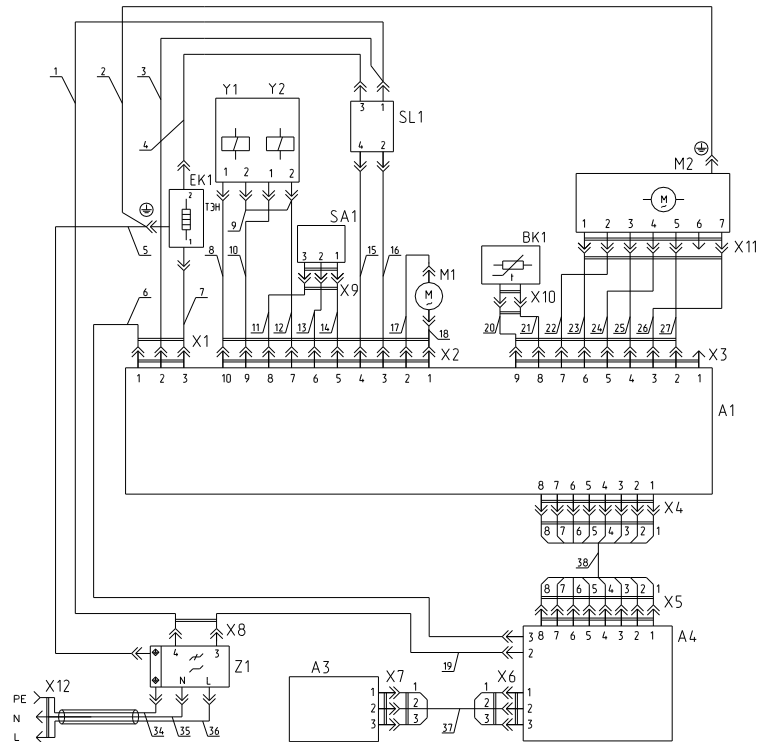 1 2 3 4
Y1 Y2
3 1
SL1
4 2
1 2 1 2
EK1
2
ТЭН
1
M2
M
1 2 3 4 5 6 7
X11
SA1
3 2 1
X9
BK1
t
X10
M1
M
5
6 7
8 9 10 11 12 13 14 15 16 17 18
20 21 22 23 24 25 26 27
X1 X2 X3
1 2 3
10 9 8 7 6 5 4 3 2 1
9 8 7 6 5 4 3 2 1
A1
8 7 6 5 4 3 2 1
X4
8 7 6 5 4 3 2 1
38
8 7 6 5 4 3 2 1
X5
8 7 6 5 4 3 2 1
A4
3
2
19
X8
4 3
Z1
N L
X12
PE
N
L
34 35 36
A3
X7 X6
1 1 1 1
2 2 2 2
3 3 3 3
37